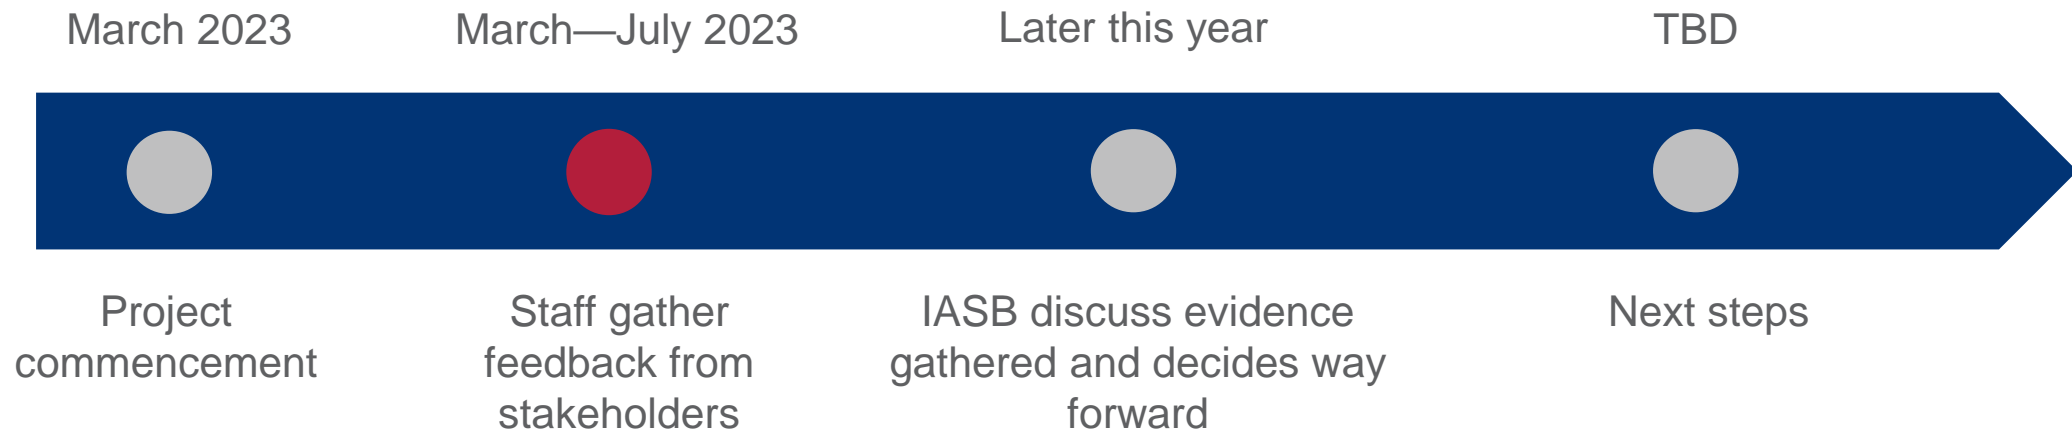 March 2023
March—July 2023
Later this year
TBD
Project
commencement
Staff gather
feedback from
stakeholders
IASB discuss evidence
gathered and decides way
forward
Next steps